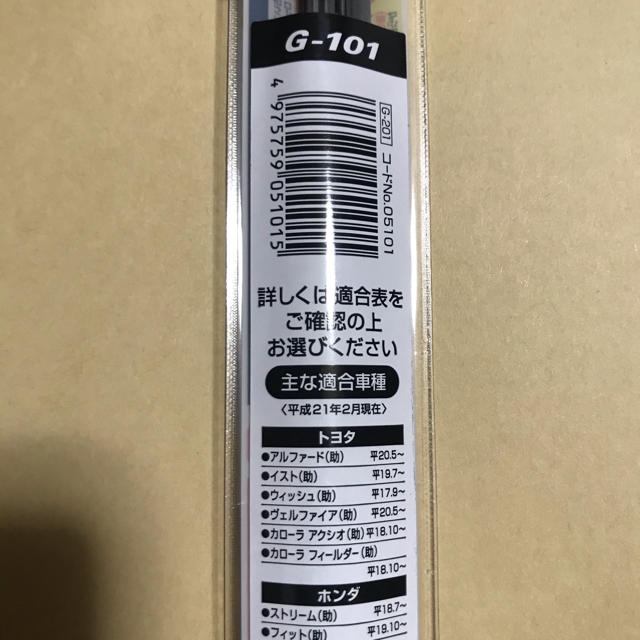 G-101
4 975759 051015
G-201 コードNo.05101
詳しくは適合表を
ご確認の上
お選びください
主な適合車種
〈平成21年2月現在〉
トヨタ
●アルファード(助) 平20.5〜
●イスト(助) 平19.7〜
●ウィッシュ(助) 平17.9〜
●ヴェルファイア(助) 平20.5〜
●カローラ アクシオ(助) 平18.10〜
●カローラ フィールダー(助)
平18.10〜
ホンダ
●ストリーム(助) 平18.7〜
●フィット(助) 平19.10〜